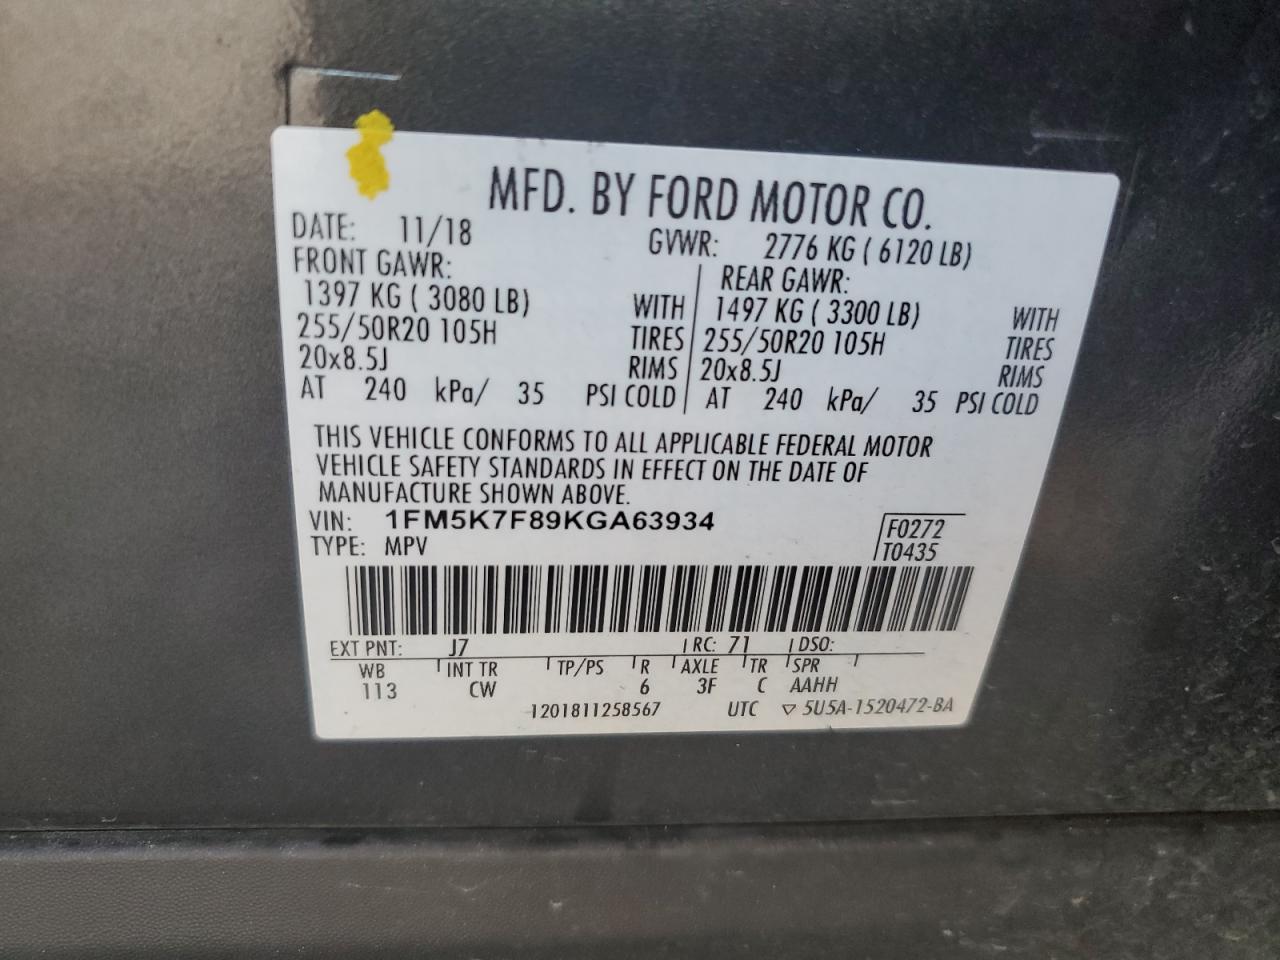 MFD. BY FORD MOTOR CO.
DATE: 11/18 GVWR: 2776 KG ( 6120 LB)
FRONT GAWR: REAR GAWR:
1397 KG ( 3080 LB) WITH 1497 KG ( 3300 LB) WITH
255/50R20 105H TIRES 255/50R20 105H TIRES
20x8.5J RIMS 20x8.5J RIMS
AT 240 kPa/ 35 PSI COLD AT 240 kPa/ 35 PSI COLD
THIS VEHICLE CONFORMS TO ALL APPLICABLE FEDERAL MOTOR
VEHICLE SAFETY STANDARDS IN EFFECT ON THE DATE OF
MANUFACTURE SHOWN ABOVE.
VIN: 1FM5K7F89KGA63934 F0272
TYPE: MPV T0435
EXT PNT: J7 RC: 71 DSO:
WB INT TR TP/PS R AXLE TR SPR
113 CW 6 3F C AAHH
1201811258567 UTC ▽ 5U5A-1520472-BA